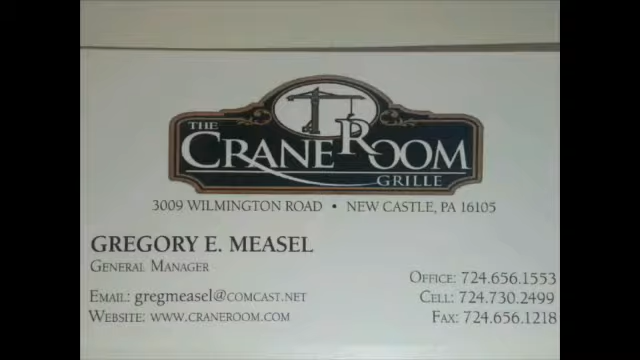 THE
CRANE ROOM
GRILLE
3009 WILMINGTON ROAD • NEW CASTLE, PA 16105
GREGORY E. MEASEL
GENERAL MANAGER
OFFICE: 724.656.1553
EMAIL: gregmeasel@COMCAST.NET
CELL: 724.730.2499
WEBSITE: WWW.CRANEROOM.COM
FAX: 724.656.1218